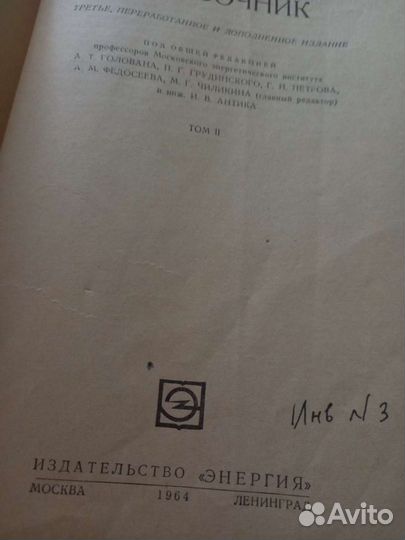 ОЧНИК
ТРЕТЬЕ, ПЕРЕРАБОТАННОЕ И ДОПОЛНЕННОЕ ИЗДАНИЕ
ПОД ОБЩЕЙ РЕДАКЦИЕЙ
профессоров Московского энергетического института
А. Т. ГОЛОВАНА, П. Г. ГРУДИНСКОГО, Г. Н. ПЕТРОВА,
А. М. ФЕДОСЕЕВА, М. Г. ЧИЛИКИНА (главный редактор)
и инж. И. В. АНТИКА
ТОМ II
Инв N 3
ИЗДАТЕЛЬСТВО «ЭНЕРГИЯ»
МОСКВА 1964 ЛЕНИНГРАД
Avito